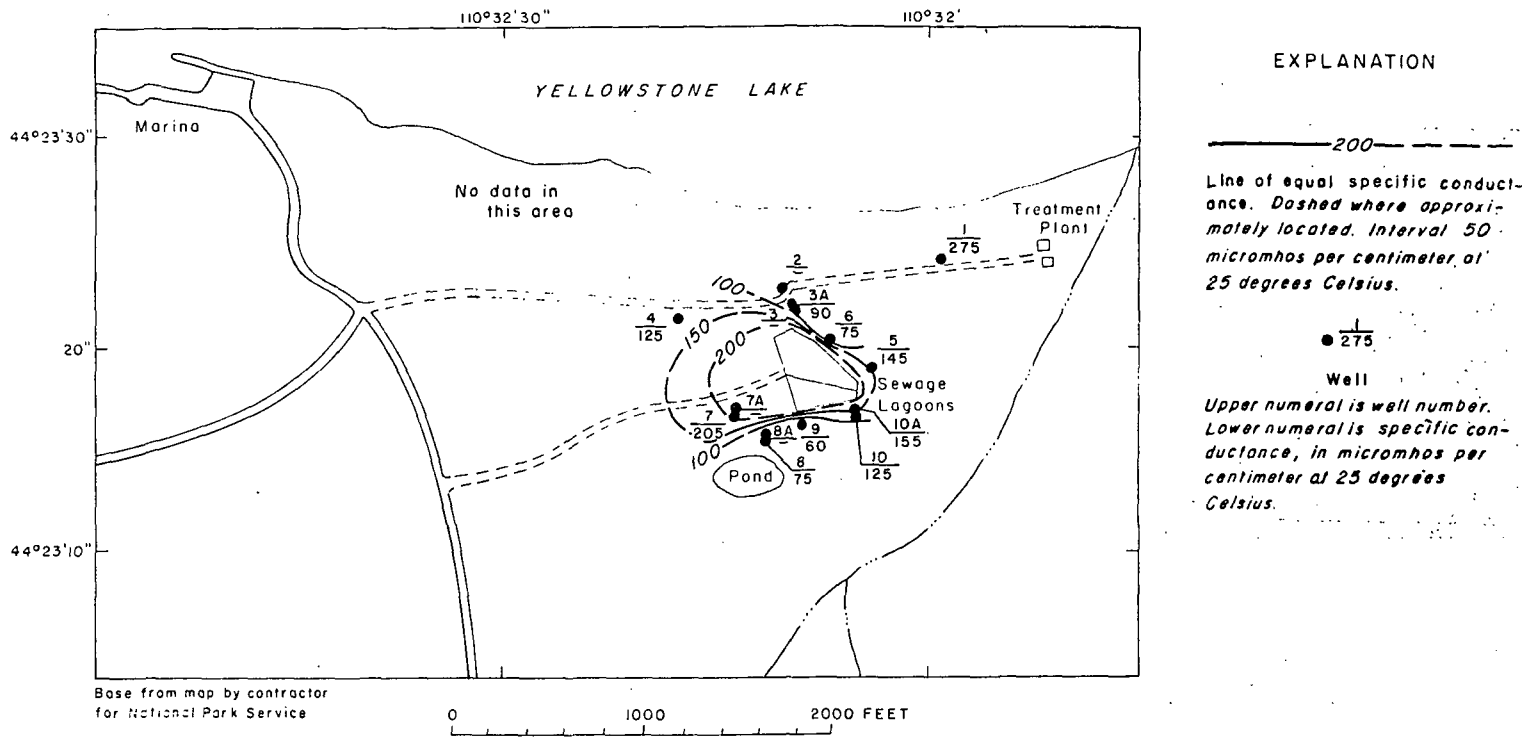 110°32'30"
110°32'
YELLOWSTONE LAKE
44°23'30"
Marina
No data in
this area
Treatment
Plant
1
275
2
100
3A
90
3
6
75
4
125
150
200
5
145
20"
Sewage
Lagoons
7A
7
205
10A
155
8A
9
60
100
8
75
10
125
Pond
44°23'10"
Base from map by contractor
for National Park Service
0 1000 2000 FEET
EXPLANATION
200
Line of equal specific conduct-
ance. Dashed where approxi-
mately located. Interval 50
micromhos per centimeter at
25 degrees Celsius.
1
275
Well
Upper numeral is well number.
Lower numeral is specific con-
ductance, in micromhos per
centimeter at 25 degrees
Celsius.